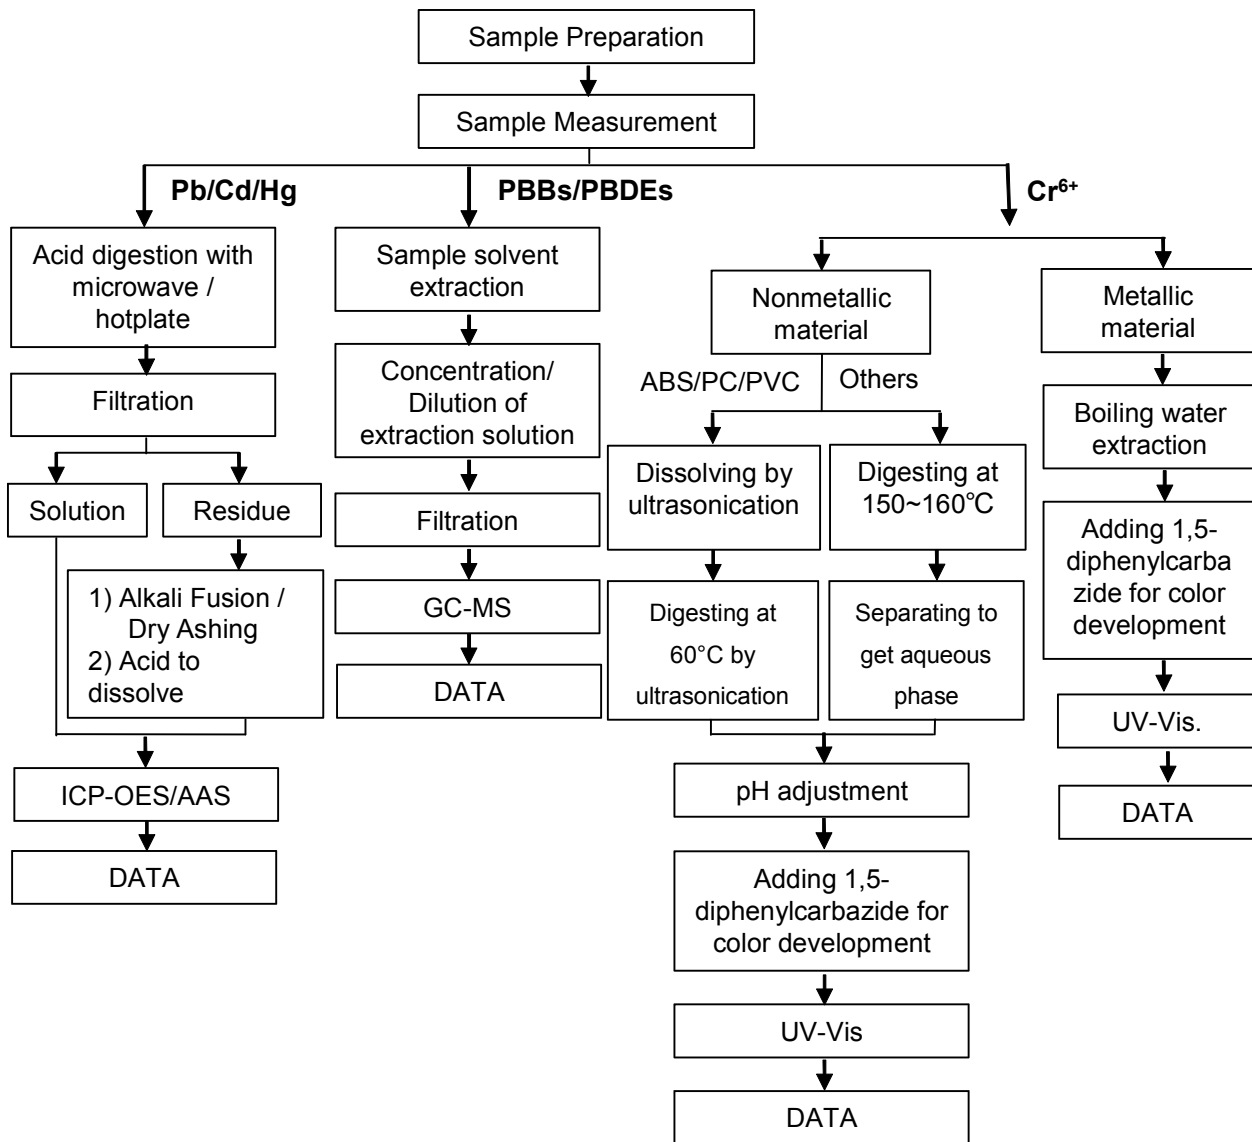 Sample Preparation
Sample Measurement
Pb/Cd/Hg
PBBs/PBDEs
Cr⁶⁺
Acid digestion with
microwave /
hotplate
Filtration
Solution
Residue
1) Alkali Fusion /
Dry Ashing
2) Acid to
dissolve
ICP-OES/AAS
DATA
Sample solvent
extraction
Concentration/
Dilution of
extraction solution
Filtration
GC-MS
DATA
Nonmetallic
material
ABS/PC/PVC
Others
Dissolving by
ultrasonication
Digesting at
60°C by
ultrasonication
Digesting at
150~160℃
Separating to
get aqueous
phase
pH adjustment
Adding 1,5-
diphenylcarbazide for
color development
UV-Vis
DATA
Metallic
material
Boiling water
extraction
Adding 1,5-
diphenylcarba
zide for color
development
UV-Vis.
DATA